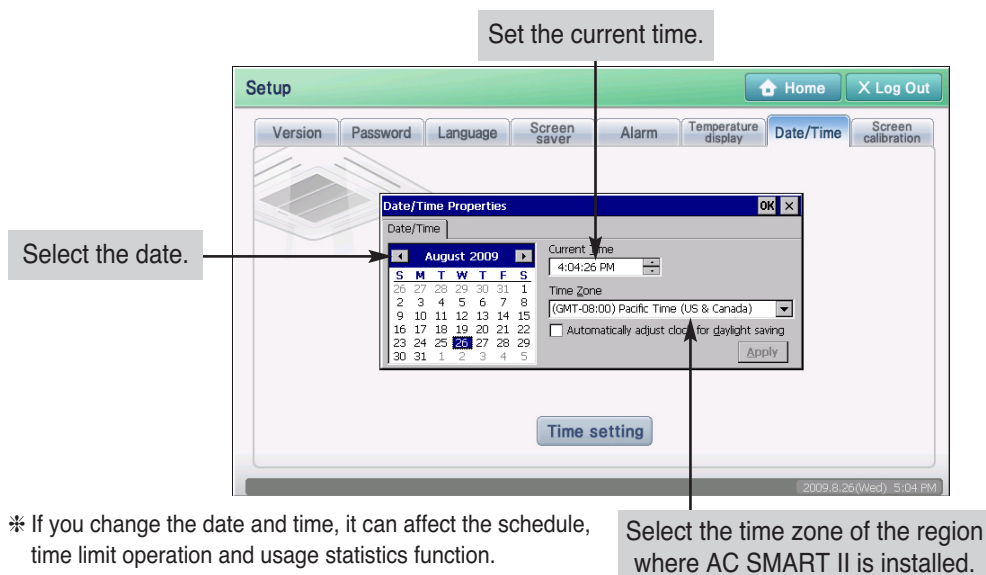 Set the current time.
Setup
Home
X Log Out
Version
Password
Language
Screen
saver
Alarm
Temperature
display
Date/Time
Screen
calibration
Date/Time Properties
OK ×
Date/Time
Select the date.
August 2009
S M T W T F S
26 27 28 29 30 31 1
2 3 4 5 6 7 8
9 10 11 12 13 14 15
16 17 18 19 20 21 22
23 24 25 26 27 28 29
30 31 1 2 3 4 5
Current Time
4:04:26 PM
Time Zone
(GMT-08:00) Pacific Time (US & Canada)
Automatically adjust clock for daylight saving
Apply
Time setting
2009.8.26(Wed) 5:04 PM
❈ If you change the date and time, it can affect the schedule,
time limit operation and usage statistics function.
Select the time zone of the region
where AC SMART II is installed.